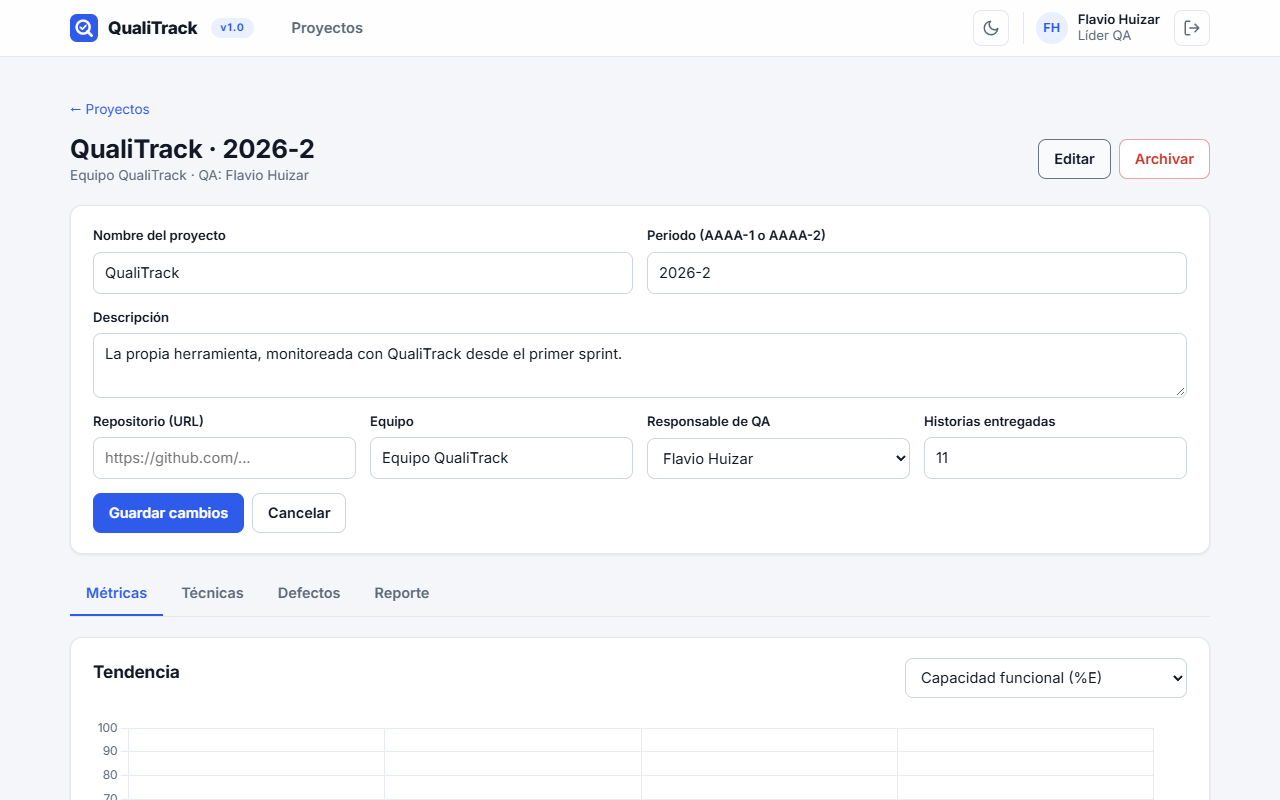 QualiTrack v1.0 Proyectos FH Flavio Huizar
Líder QA
← Proyectos
QualiTrack · 2026-2
Equipo QualiTrack · QA: Flavio Huizar
Editar Archivar
Nombre del proyecto Periodo (AAAA-1 o AAAA-2)
QualiTrack 2026-2
Descripción
La propia herramienta, monitoreada con QualiTrack desde el primer sprint.
Repositorio (URL) Equipo Responsable de QA Historias entregadas
https://github.com/... Equipo QualiTrack Flavio Huizar 11
Guardar cambios Cancelar
Métricas Técnicas Defectos Reporte
Tendencia Capacidad funcional (%E)
100
90
80
70